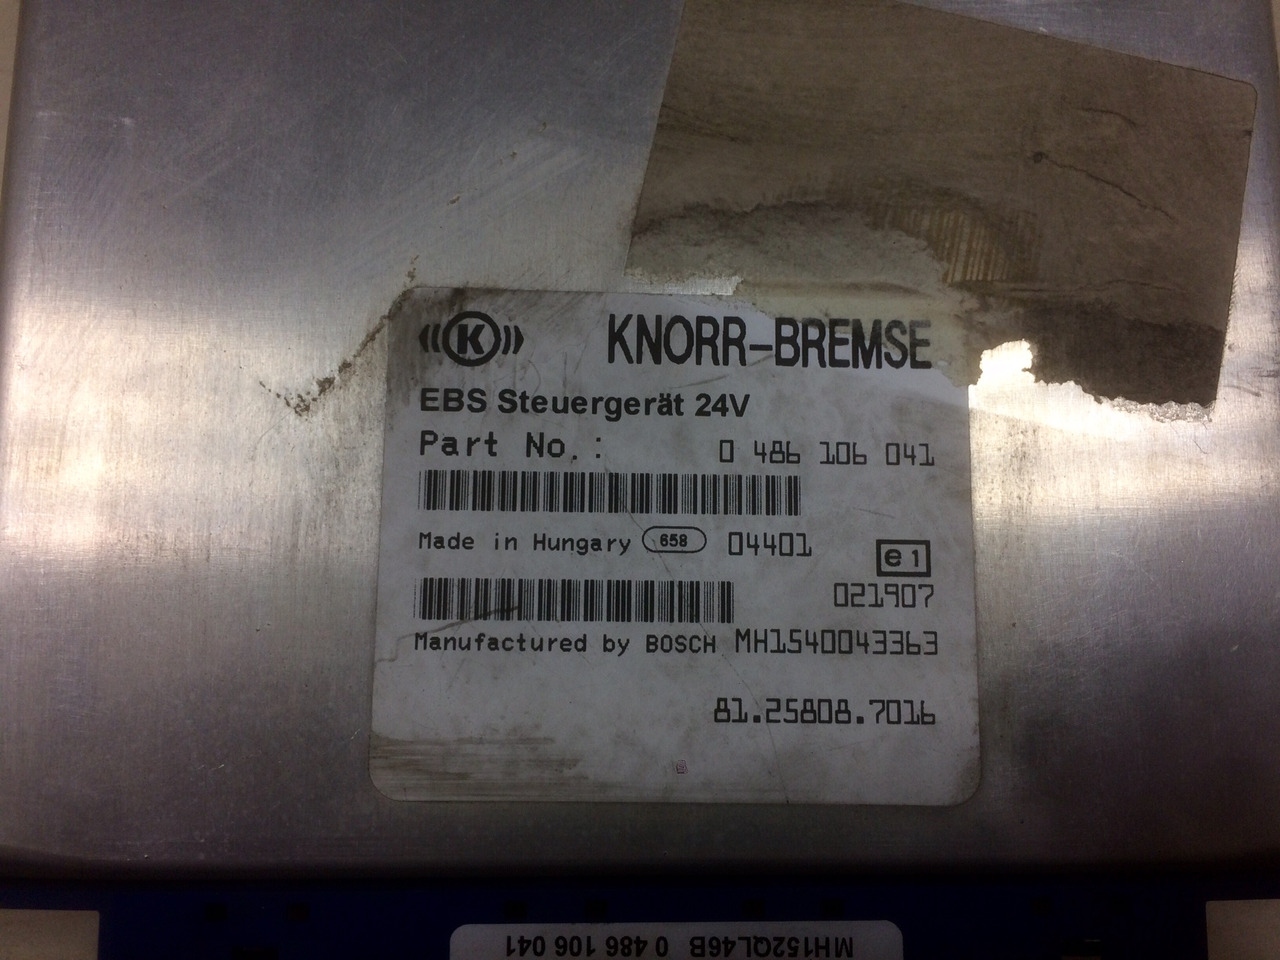 K KNORR-BREMSE
EBS Steuergerät 24V
Part No.: 0 486 106 041
Made in Hungary 658 04401
e1
021907
Manufactured by BOSCH MH1540043363
81.25808.7016
MH152QL46B 0 486 106 041